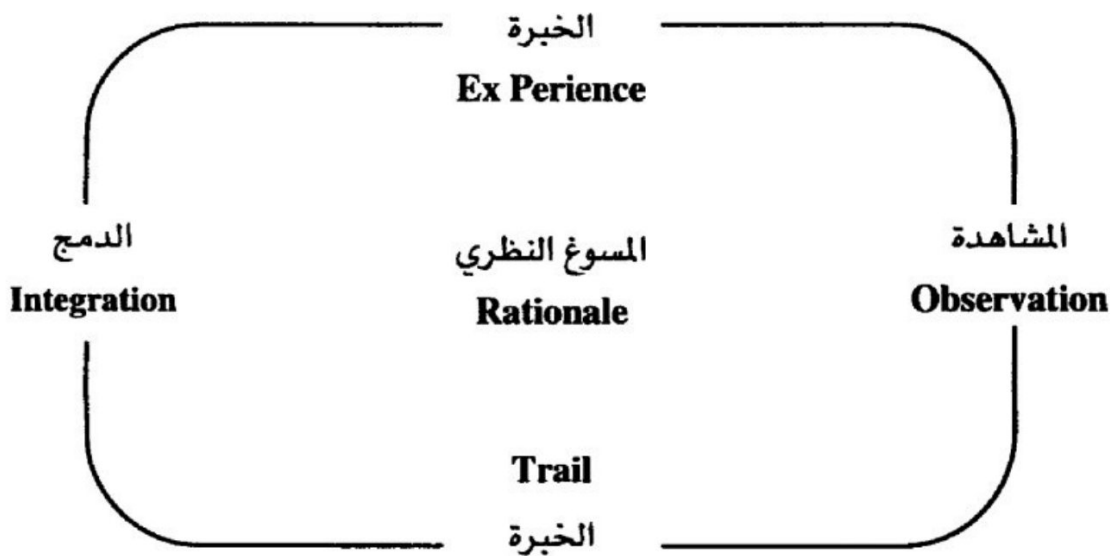 الخبرة
Ex Perience
الدمج
Integration
المسوغ النظري
Rationale
المشاهدة
Observation
Trail
الخبرة